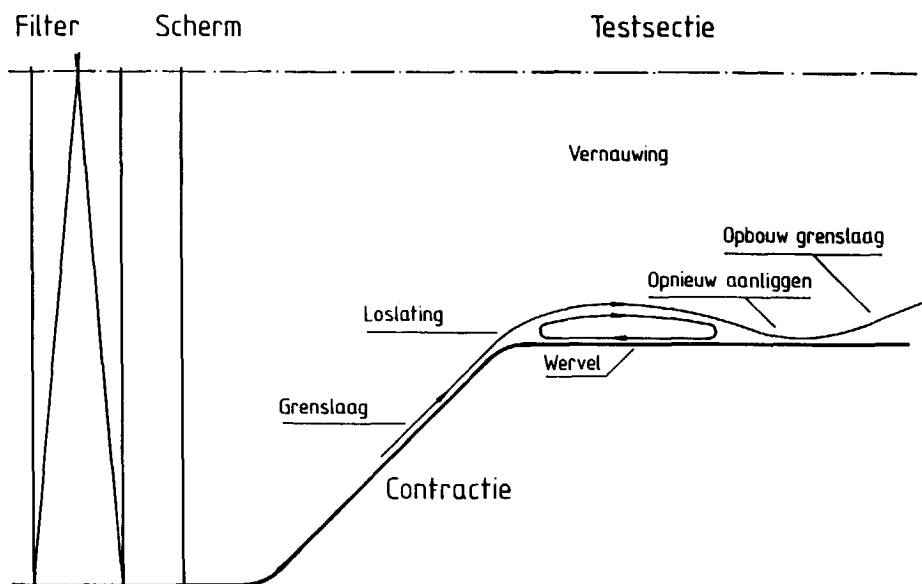 Filter
Scherm
Testsectie
Vernauwing
Opbouw grenslaag
Opnieuw aanliggen
Loslating
Wervel
Grenslaag
Contractie